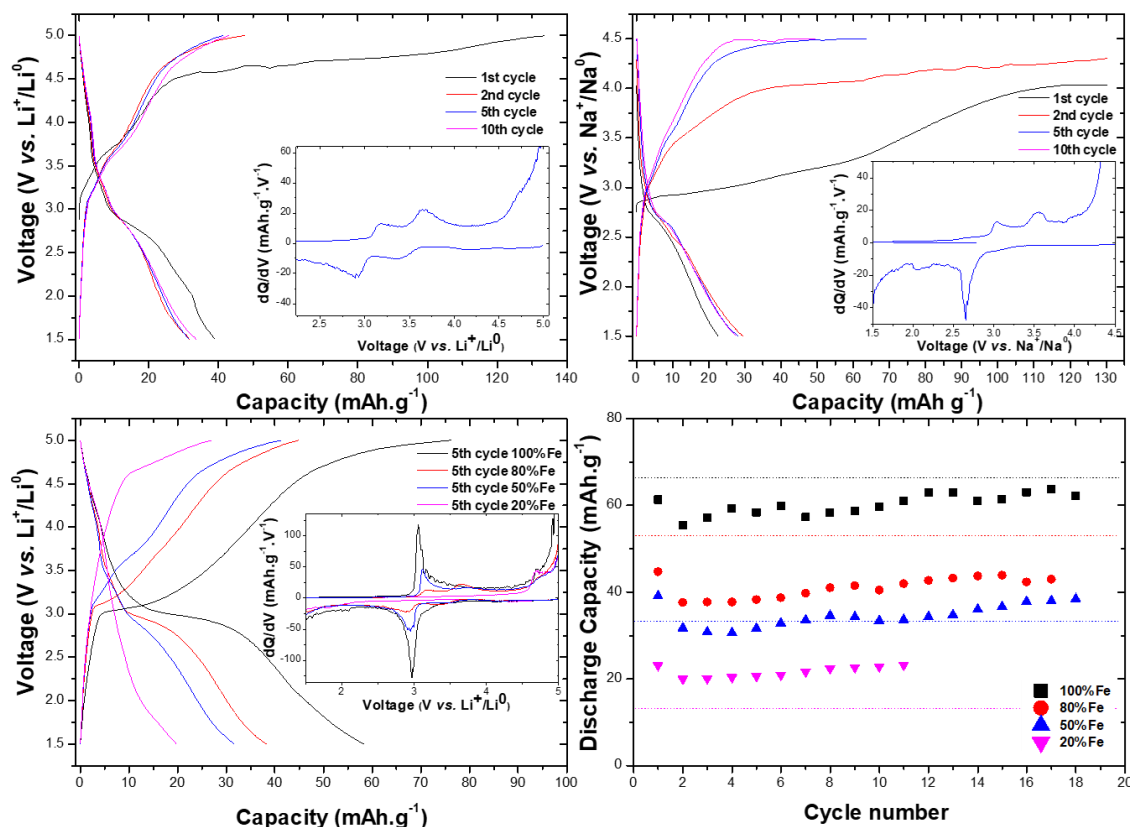 5.0
4.5
4.0
3.5
3.0
2.5
2.0
1.5
Voltage (V vs. Li⁺/Li⁰)
1st cycle
2nd cycle
5th cycle
10th cycle
60
40
20
0
-20
-40
dQ/dV (mAh.g⁻¹.V⁻¹)
2.5 3.0 3.5 4.0 4.5 5.0
Voltage (V vs. Li⁺/Li⁰)
0 20 40 60 80 100 120 140
Capacity (mAh.g⁻¹)
4.5
4.0
3.5
3.0
2.5
2.0
1.5
Voltage (V vs. Na⁺/Na⁰)
1st cycle
2nd cycle
5th cycle
10th cycle
40
20
0
-20
-40
dQ/dV (mAh.g⁻¹.V⁻¹)
1.5 2.0 2.5 3.0 3.5 4.0 4.5
Voltage (V vs. Na⁺/Na⁰)
0 10 20 30 40 50 60 70 80 90 100 110 120 130
Capacity (mAh g⁻¹)
5.0
4.5
4.0
3.5
3.0
2.5
2.0
1.5
Voltage (V vs. Li⁺/Li⁰)
5th cycle 100%Fe
5th cycle 80%Fe
5th cycle 50%Fe
5th cycle 20%Fe
100
50
0
-50
-100
dQ/dV (mAh.g⁻¹.V⁻¹)
2 3 4 5
Voltage (V vs. Li⁺/Li⁰)
0 10 20 30 40 50 60 70 80 90 100
Capacity (mAh.g⁻¹)
80
60
40
20
0
Discharge Capacity (mAh.g⁻¹)
100%Fe
80%Fe
50%Fe
20%Fe
0 2 4 6 8 10 12 14 16 18 20
Cycle number